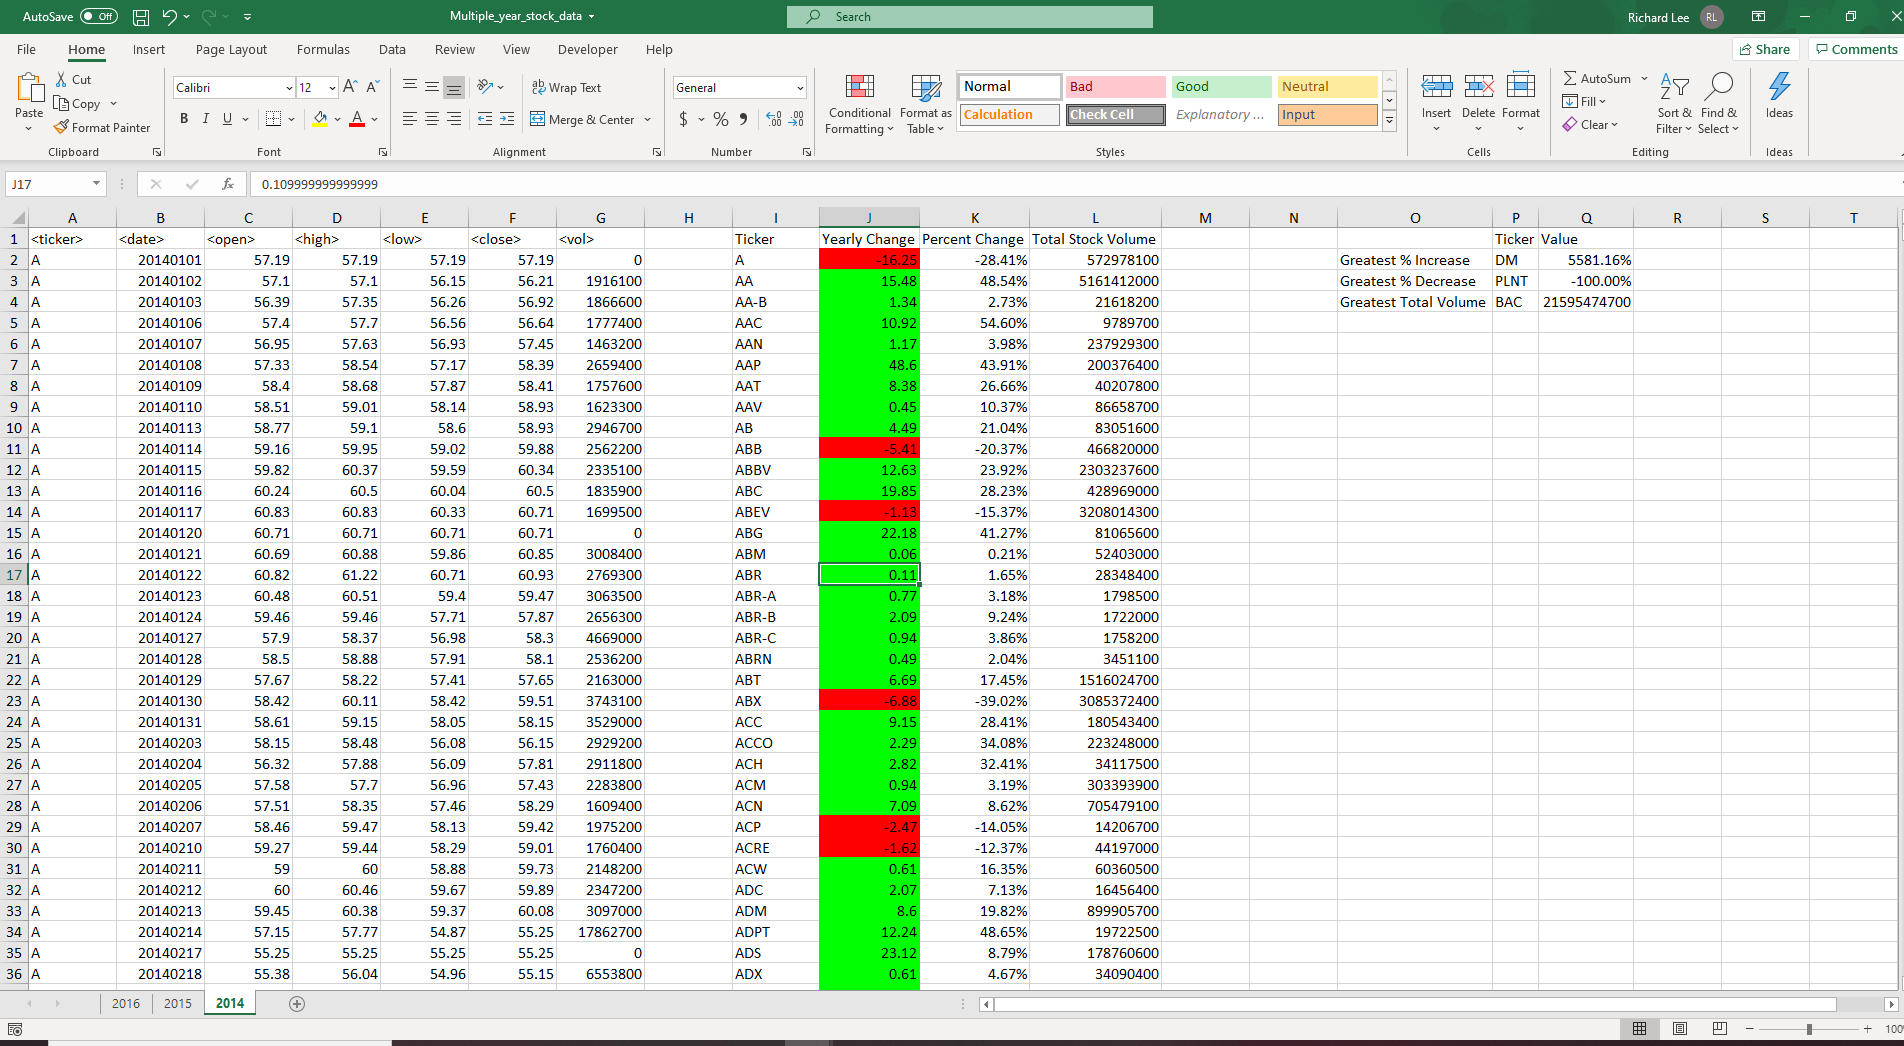 AutoSave Off Multiple_year_stock_data Search Richard Lee RL
File Home Insert Page Layout Formulas Data Review View Developer Help Share Comments
Paste Cut Copy Format Painter Clipboard
Calibri 12 A A B I U A Font
Wrap Text Merge & Center Alignment
General $ % Number
Conditional Formatting Format as Table Normal Bad Good Neutral Calculation Check Cell Explanatory ... Input Styles
Insert Delete Format Cells
AutoSum Fill Clear Sort & Filter Find & Select Editing
Ideas Ideas
J17 fx 0.109999999999999
A B C D E F G H I J K L M N O P Q R S T
1 <ticker> <date> <open> <high> <low> <close> <vol> Ticker Yearly Change Percent Change Total Stock Volume Ticker Value
2 A 20140101 57.19 57.19 57.19 57.19 0 A -16.25 -28.41% 572978100 Greatest % Increase DM 5581.16%
3 A 20140102 57.1 57.1 56.15 56.21 1916100 AA 15.48 48.54% 5161412000 Greatest % Decrease PLNT -100.00%
4 A 20140103 56.39 57.35 56.26 56.92 1866600 AA-B 1.34 2.73% 21618200 Greatest Total Volume BAC 21595474700
5 A 20140106 57.4 57.7 56.56 56.64 1777400 AAC 10.92 54.60% 9789700
6 A 20140107 56.95 57.63 56.93 57.45 1463200 AAN 1.17 3.98% 237929300
7 A 20140108 57.33 58.54 57.17 58.39 2659400 AAP 48.6 43.91% 200376400
8 A 20140109 58.4 58.68 57.87 58.41 1757600 AAT 8.38 26.66% 40207800
9 A 20140110 58.51 59.01 58.14 58.93 1623300 AAV 0.45 10.37% 86658700
10 A 20140113 58.77 59.1 58.6 58.93 2946700 AB 4.49 21.04% 83051600
11 A 20140114 59.16 59.95 59.02 59.88 2562200 ABB -5.41 -20.37% 466820000
12 A 20140115 59.82 60.37 59.59 60.34 2335100 ABBV 12.63 23.92% 2303237600
13 A 20140116 60.24 60.5 60.04 60.5 1835900 ABC 19.85 28.23% 428969000
14 A 20140117 60.83 60.83 60.33 60.71 1699500 ABEV -1.13 -15.37% 3208014300
15 A 20140120 60.71 60.71 60.71 60.71 0 ABG 22.18 41.27% 81065600
16 A 20140121 60.69 60.88 59.86 60.85 3008400 ABM 0.06 0.21% 52403000
17 A 20140122 60.82 61.22 60.71 60.93 2769300 ABR 0.11 1.65% 28348400
18 A 20140123 60.48 60.51 59.4 59.47 3063500 ABR-A 0.77 3.18% 1798500
19 A 20140124 59.46 59.46 57.71 57.87 2656300 ABR-B 2.09 9.24% 1722000
20 A 20140127 57.9 58.37 56.98 58.3 4669000 ABR-C 0.94 3.86% 1758200
21 A 20140128 58.5 58.88 57.91 58.1 2536200 ABRN 0.49 2.04% 3451100
22 A 20140129 57.67 58.22 57.41 57.65 2163000 ABT 6.69 17.45% 1516024700
23 A 20140130 58.42 60.11 58.42 59.51 3743100 ABX -6.88 -39.02% 3085372400
24 A 20140131 58.61 59.15 58.05 58.15 3529000 ACC 9.15 28.41% 180543400
25 A 20140203 58.15 58.48 56.08 56.15 2929200 ACCO 2.29 34.08% 223248000
26 A 20140204 56.32 57.88 56.09 57.81 2911800 ACH 2.82 32.41% 34117500
27 A 20140205 57.58 57.7 56.96 57.43 2283800 ACM 0.94 3.19% 303393900
28 A 20140206 57.51 58.35 57.46 58.29 1609400 ACN 7.09 8.62% 705479100
29 A 20140207 58.46 59.47 58.13 59.42 1975200 ACP -2.47 -14.05% 14206700
30 A 20140210 59.27 59.44 58.29 59.01 1760400 ACRE -1.62 -12.37% 44197000
31 A 20140211 59 60 58.88 59.73 2148200 ACW 0.61 16.35% 60360500
32 A 20140212 60 60.46 59.67 59.89 2347200 ADC 2.07 7.13% 16456400
33 A 20140213 59.45 60.38 59.37 60.08 3097000 ADM 8.6 19.82% 899905700
34 A 20140214 57.15 57.77 54.87 55.25 17862700 ADPT 12.24 48.65% 19722500
35 A 20140217 55.25 55.25 55.25 55.25 0 ADS 23.12 8.79% 178760600
36 A 20140218 55.38 56.04 54.96 55.15 6553800 ADX 0.61 4.67% 34090400
2016 2015 2014
100